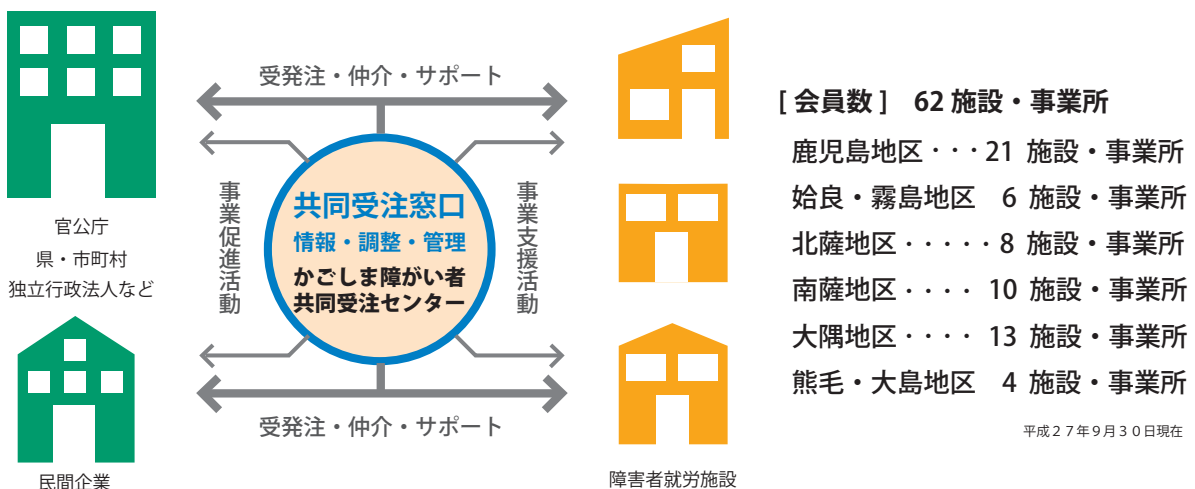 官公庁
県・市町村
独立行政法人など
民間企業
受発注・仲介・サポート
事業促進活動
共同受注窓口
情報・調整・管理
かごしま障がい者
共同受注センター
事業支援活動
受発注・仲介・サポート
障害者就労施設
[ 会員数 ]　62 施設・事業所
鹿児島地区・・・21 施設・事業所
姶良・霧島地区　6 施設・事業所
北薩地区・・・・・8 施設・事業所
南薩地区・・・・ 10 施設・事業所
大隅地区・・・・ 13 施設・事業所
熊毛・大島地区　4 施設・事業所
平成２７年９月３０日現在